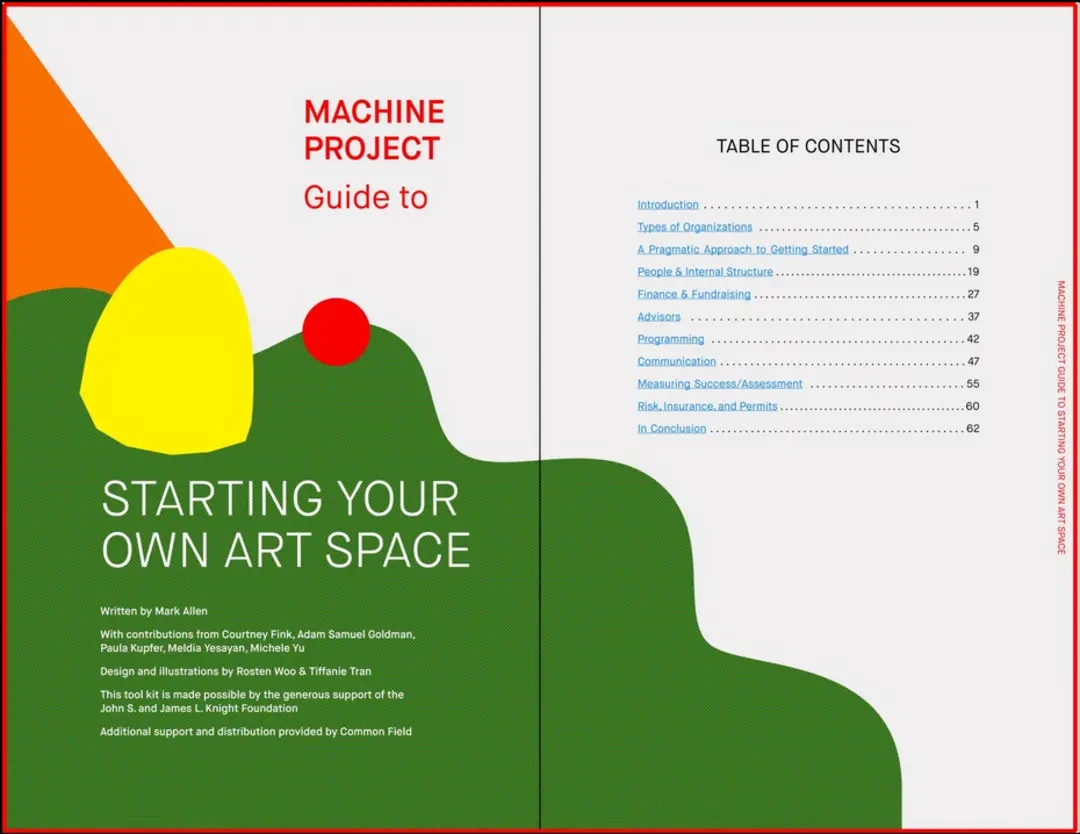 MACHINE
PROJECT
Guide to
STARTING YOUR
OWN ART SPACE
Written by Mark Allen
With contributions from Courtney Fink, Adam Samuel Goldman,
Paula Kupfer, Meldia Yesayan, Michele Yu
Design and illustrations by Rosten Woo & Tiffanie Tran
This tool kit is made possible by the generous support of the
John S. and James L. Knight Foundation
Additional support and distribution provided by Common Field
TABLE OF CONTENTS
Introduction . . . . . . . . . . . . . . . . . . . . . . . . . . . . . . . . . . . . . 1
Types of Organizations . . . . . . . . . . . . . . . . . . . . . . . . . . . . . . 5
A Pragmatic Approach to Getting Started . . . . . . . . . . . . . . 9
People & Internal Structure . . . . . . . . . . . . . . . . . . . . . . . . . . 19
Finance & Fundraising . . . . . . . . . . . . . . . . . . . . . . . . . . . . . 27
Advisors . . . . . . . . . . . . . . . . . . . . . . . . . . . . . . . . . . . . . 37
Programming . . . . . . . . . . . . . . . . . . . . . . . . . . . . . . . . . . 42
Communication . . . . . . . . . . . . . . . . . . . . . . . . . . . . . . . . . 47
Measuring Success/Assessment . . . . . . . . . . . . . . . . . . . . . 55
Risk, Insurance, and Permits . . . . . . . . . . . . . . . . . . . . . . . . . 60
In Conclusion . . . . . . . . . . . . . . . . . . . . . . . . . . . . . . . . . . . 62
MACHINE PROJECT GUIDE TO STARTING YOUR OWN ART SPACE